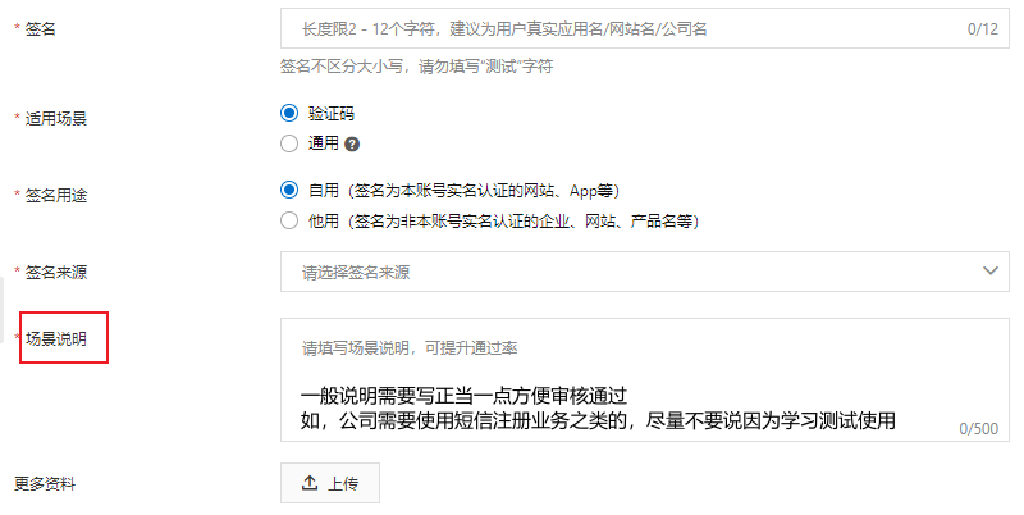 * 签名
长度限2 - 12个字符，建议为用户真实应用名/网站名/公司名
0/12
签名不区分大小写，请勿填写“测试”字符
* 适用场景
验证码
通用 ?
* 签名用途
自用（签名为本账号实名认证的网站、App等）
他用（签名为非本账号实名认证的企业、网站、产品名等）
* 签名来源
请选择签名来源
* 场景说明
请填写场景说明，可提升通过率
一般说明需要写正当一点方便审核通过
如，公司需要使用短信注册业务之类的，尽量不要说因为学习测试使用
0/500
更多资料
上传